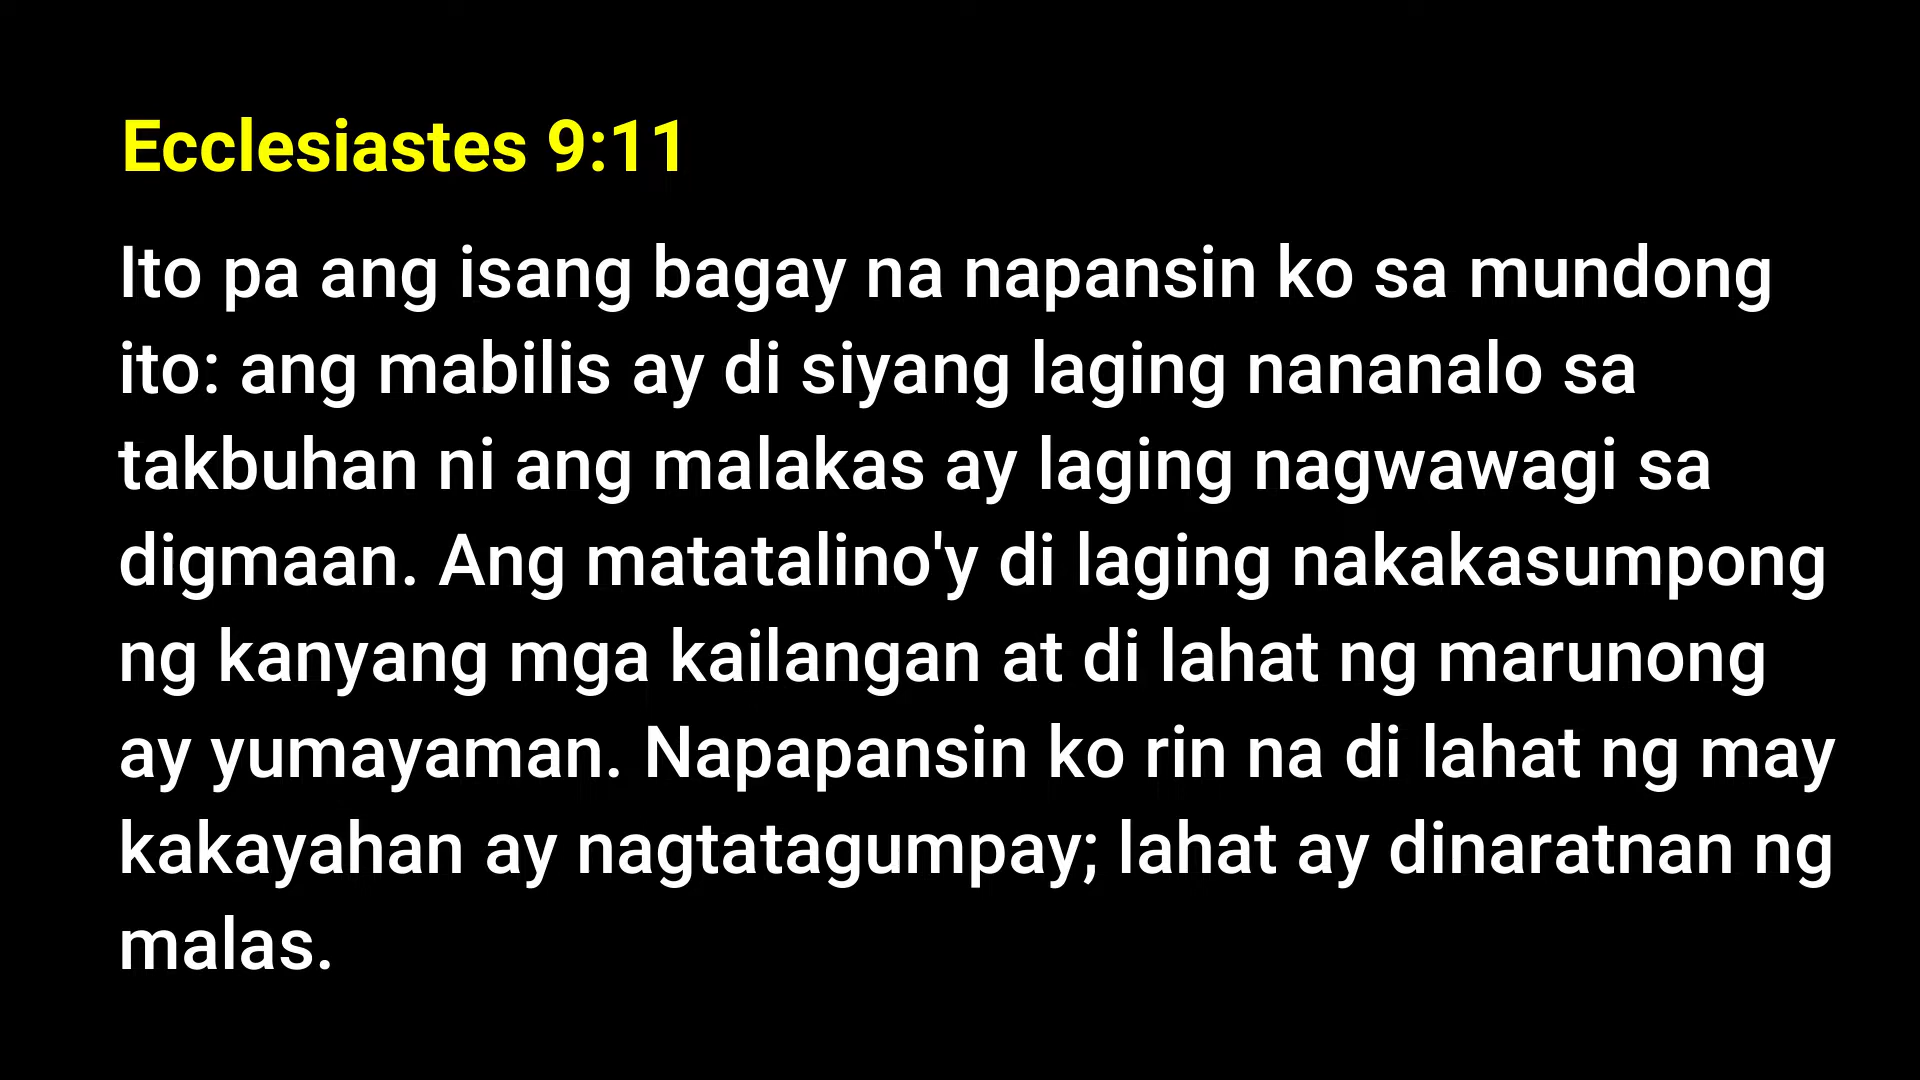 Ecclesiastes 9:11
Ito pa ang isang bagay na napansin ko sa mundong
ito: ang mabilis ay di siyang laging nananalo sa
takbuhan ni ang malakas ay laging nagwawagi sa
digmaan. Ang matatalino'y di laging nakakasumpong
ng kanyang mga kailangan at di lahat ng marunong
ay yumayaman. Napapansin ko rin na di lahat ng may
kakayahan ay nagtatagumpay; lahat ay dinaratnan ng
malas.